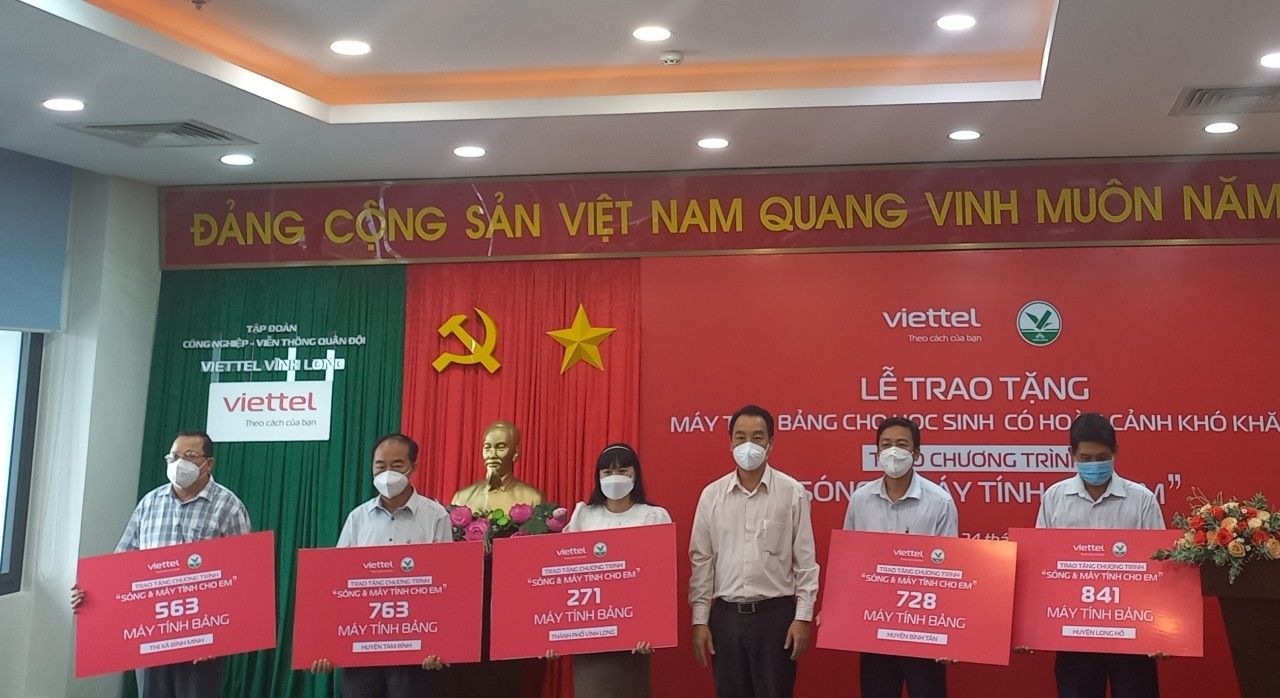 ĐẢNG CỘNG SẢN VIỆT NAM QUANG VINH MUÔN NĂM
TẬP ĐOÀN
CÔNG NGHIỆP - VIỄN THÔNG QUÂN ĐỘI
VIETTEL VĨNH LONG
viettel
Theo cách của bạn
viettel
Theo cách của bạn
LỄ TRAO TẶNG
MÁY BẢNG CHO HỌC SINH CÓ HOÀN CẢNH KHÓ KHĂ
CHƯƠNG TRÌNH
SÓNG MÁY TÍNH EM”
24
viettel
TRAO TẶNG CHƯƠNG TRÌNH
“SÓNG & MÁY TÍNH CHO EM”
563
MÁY TÍNH BẢNG
THỊ XÃ BÌNH MINH
viettel
TRAO TẶNG CHƯƠNG TRÌNH
“SÓNG & MÁY TÍNH CHO EM”
763
MÁY TÍNH BẢNG
HUYỆN TAM BÌNH
viettel
TRAO TẶNG CHƯƠNG TRÌNH
“SÓNG & MÁY TÍNH CHO EM”
271
MÁY TÍNH BẢNG
THÀNH PHỐ VĨNH LONG
viettel
TRAO TẶNG CHƯƠNG TRÌNH
“SÓNG & MÁY TÍNH CHO EM”
728
MÁY TÍNH BẢNG
HUYỆN BÌNH TÂN
viettel
TRAO TẶNG CHƯƠNG TRÌNH
“SÓNG & MÁY TÍNH CHO EM”
841
MÁY TÍNH BẢNG
HUYỆN LONG HỒ